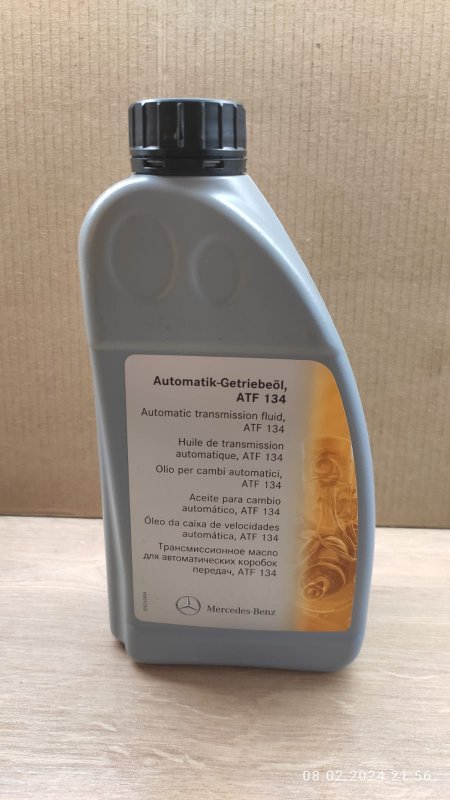 Automatik-Getriebeöl,
ATF 134
Automatic transmission fluid,
ATF 134
Huile de transmission
automatique, ATF 134
Olio per cambi automatici,
ATF 134
Aceite para cambio
automático, ATF 134
Óleo da caixa de velocidades
automática, ATF 134
Трансмиссионное масло
для автоматических коробок
передач, ATF 134
Mercedes-Benz
08.02.2024 21:56